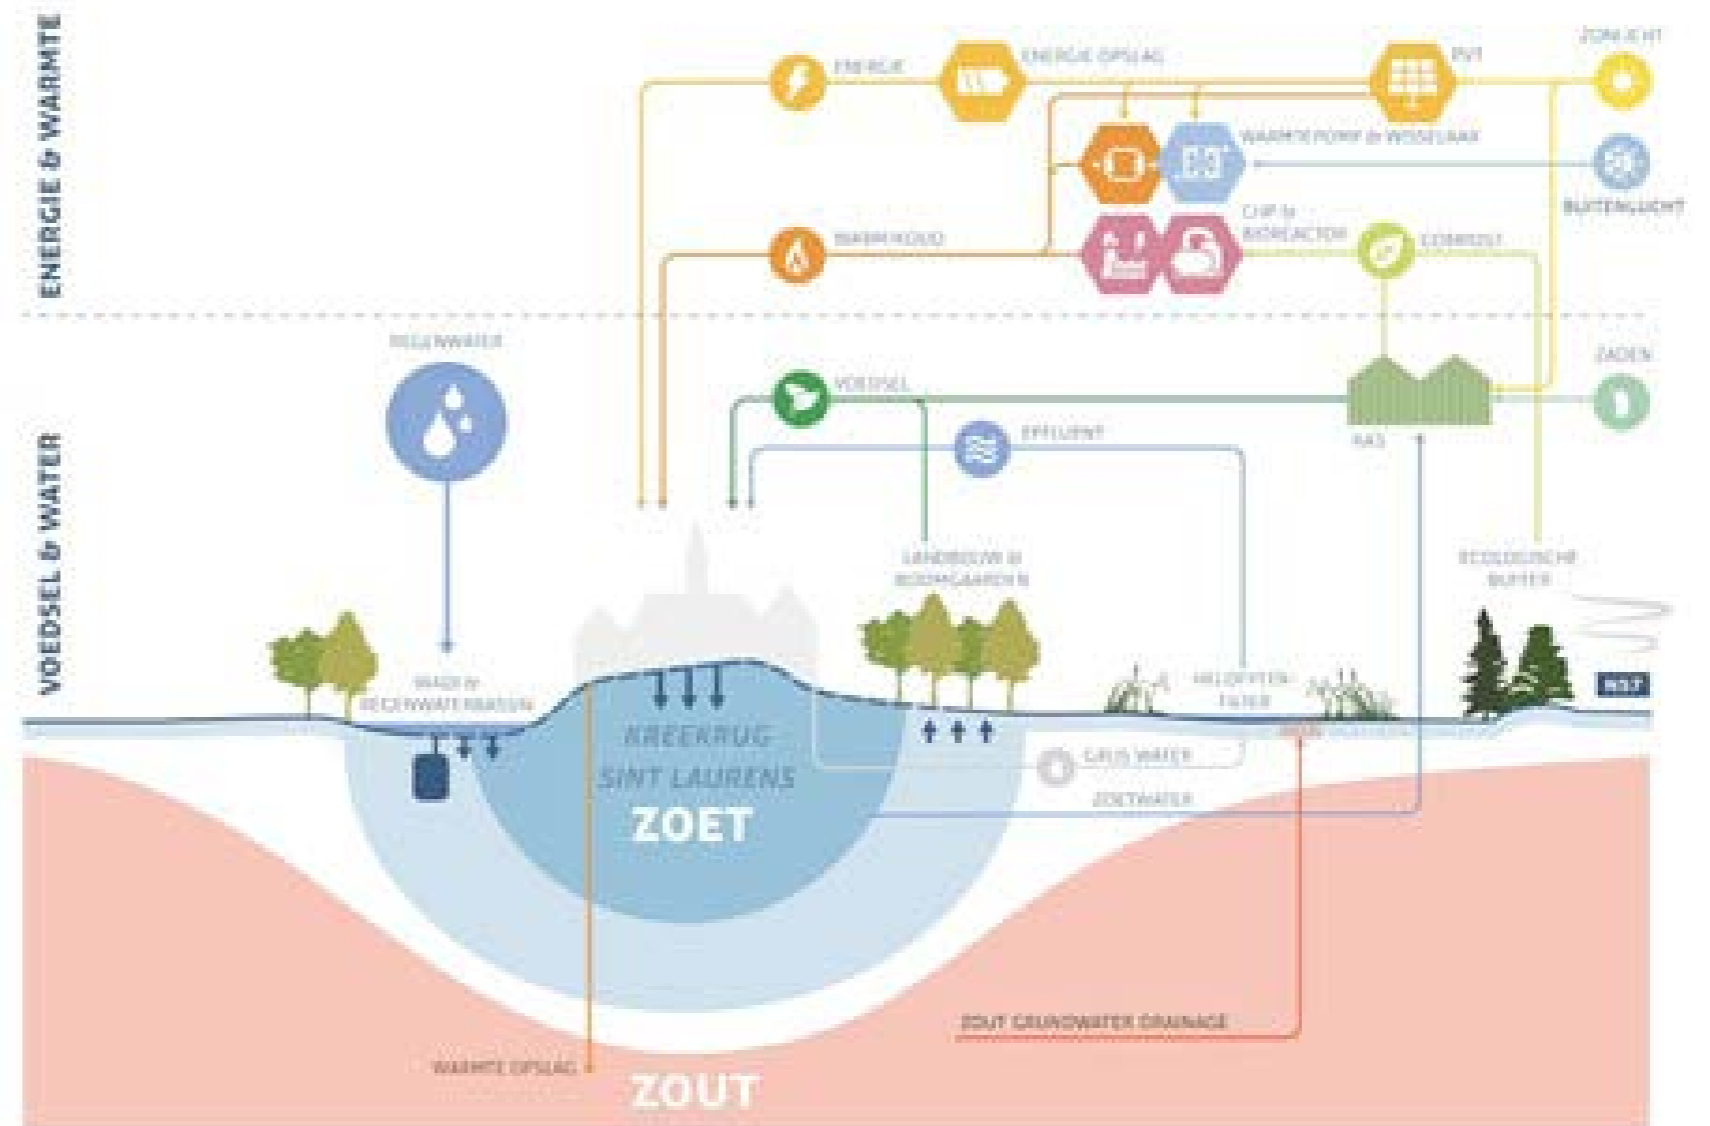 ENERGIE & WARMTE
ZONLICHT
ENERGIE
ENERGIE OPSLAG
PVT
WARMTEPOMP & WISSELAAR
BUITENLUCHT
WARM/KOUD
BIOREACTOR
COMPOST
VOEDSEL & WATER
REGENWATER
VOEDSEL
EFFLUENT
KAS
ZADEN
LANDBOUW &
BOOMGAARDEN
ECOLOGISCHE
BUFFER
WADI &
REGENWATERBASSIN
HELOFYTEN-
FILTER
N57
KREEKRUG
SINT LAURENS
ZOET
GRIJS WATER
ZOETWATER
ZOUT GRONDWATER DRAINAGE
WARMTE OPSLAG
ZOUT